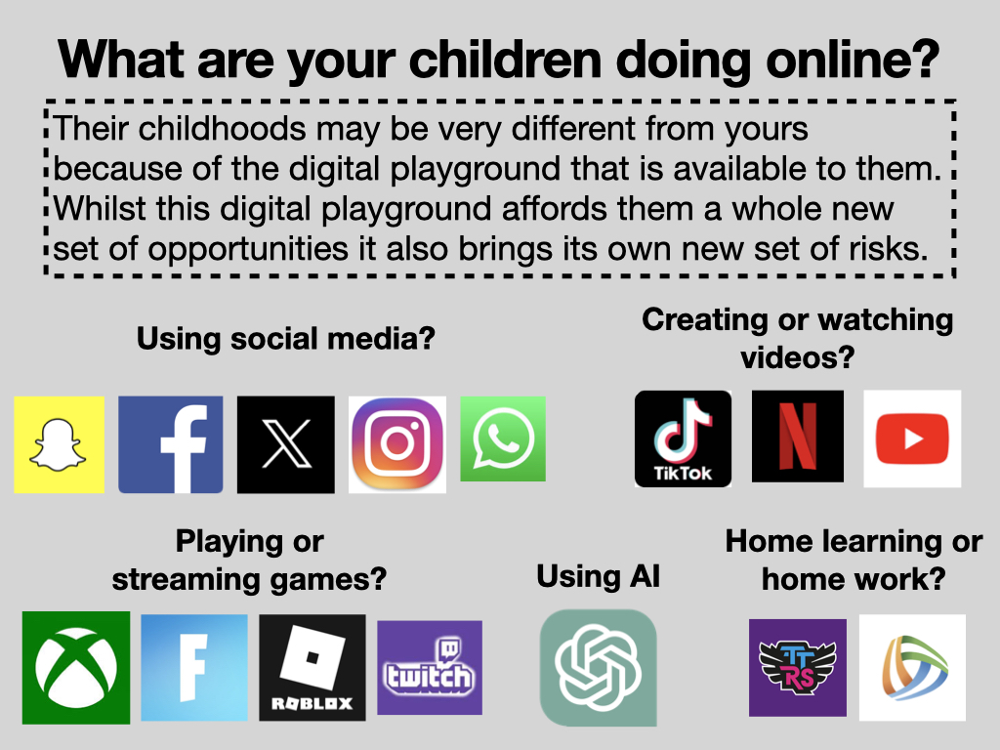 What are your children doing online?
Their childhoods may be very different from yours
because of the digital playground that is available to them.
Whilst this digital playground affords them a whole new
set of opportunities it also brings its own new set of risks.
Using social media?
Creating or watching
videos?
TikTok
Playing or
streaming games?
Using AI
Home learning or
home work?
ROBLOX
twitch
TT
RS